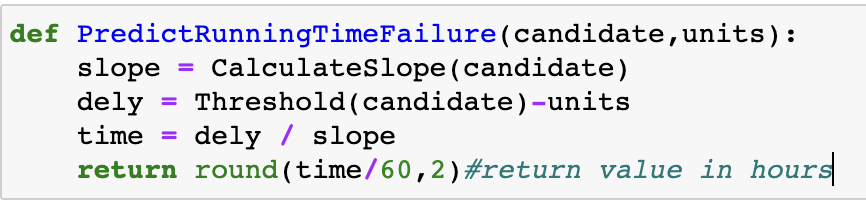 def PredictRunningTimeFailure(candidate,units):
    slope = CalculateSlope(candidate)
    dely = Threshold(candidate)-units
    time = dely / slope
    return round(time/60,2)#return value in hours